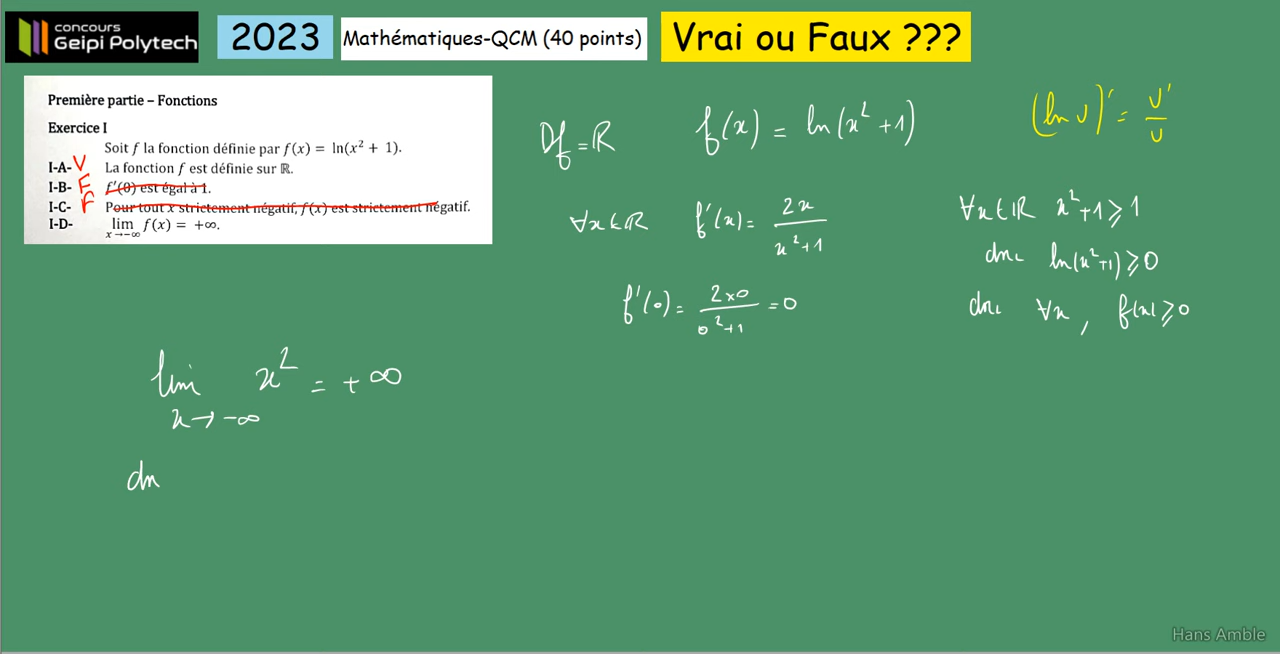 concours
Geipi Polytech
2023
Mathématiques-QCM (40 points)
Vrai ou Faux ???
Première partie – Fonctions
Exercice I
Soit f la fonction définie par f(x) = ln(x² + 1).
I-A- V La fonction f est définie sur ℝ.
I-B- F f'(0) est égal à 1.
I-C- F Pour tout x strictement négatif, f(x) est strictement négatif.
I-D- lim x→−∞ f(x) = +∞.
Df = ℝ
f(x) = ln(x² + 1)
(ln U)' = U'/U
∀x ∈ ℝ f'(x) = 2x/(x²+1)
f'(0) = (2×0)/(0²+1) = 0
∀x ∈ ℝ x²+1 ⩾ 1
dnc ln(x²+1) ⩾ 0
dnc ∀x, f(x) ⩾ 0
lim x→−∞ x² = +∞
dn
Hans Amble